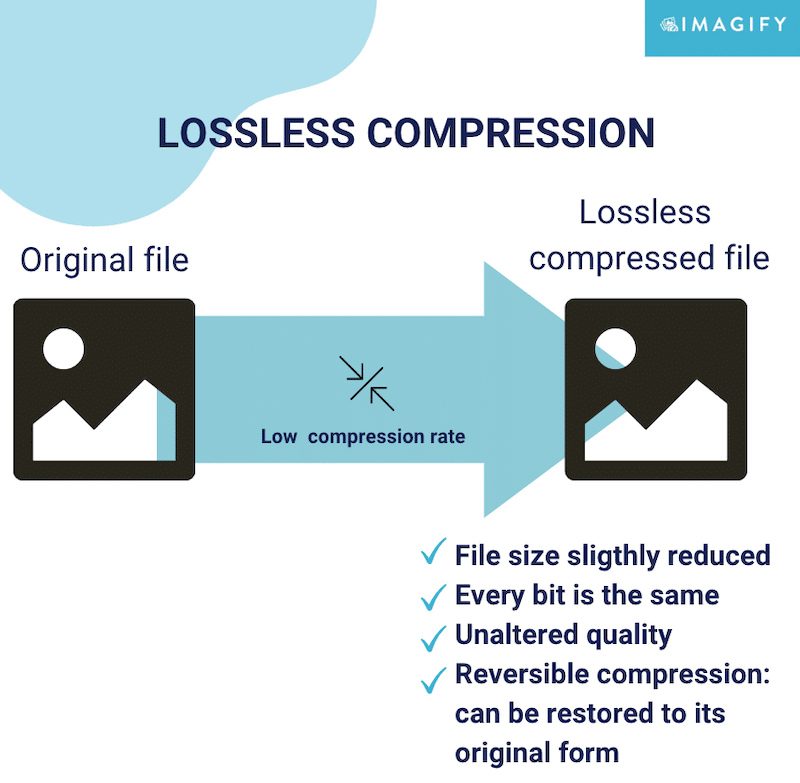 IMAGIFY
LOSSLESS COMPRESSION
Original file
Lossless
compressed file
Low compression rate
File size sligthly reduced
Every bit is the same
Unaltered quality
Reversible compression:
can be restored to its
original form